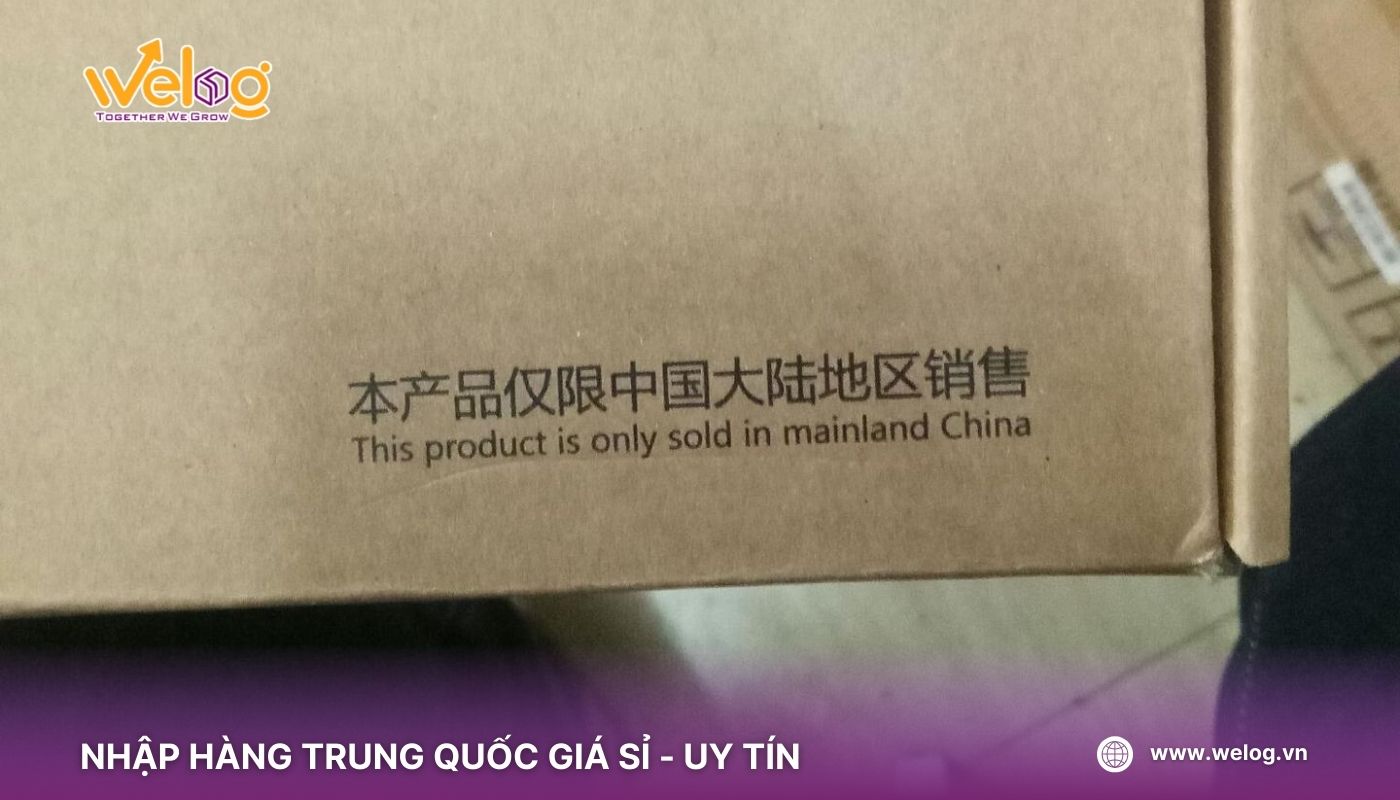 welog
TOGETHER WE GROW
本产品仅限中国大陆地区销售
This product is only sold in mainland China
NHẬP HÀNG TRUNG QUỐC GIÁ SỈ - UY TÍN
www.welog.vn